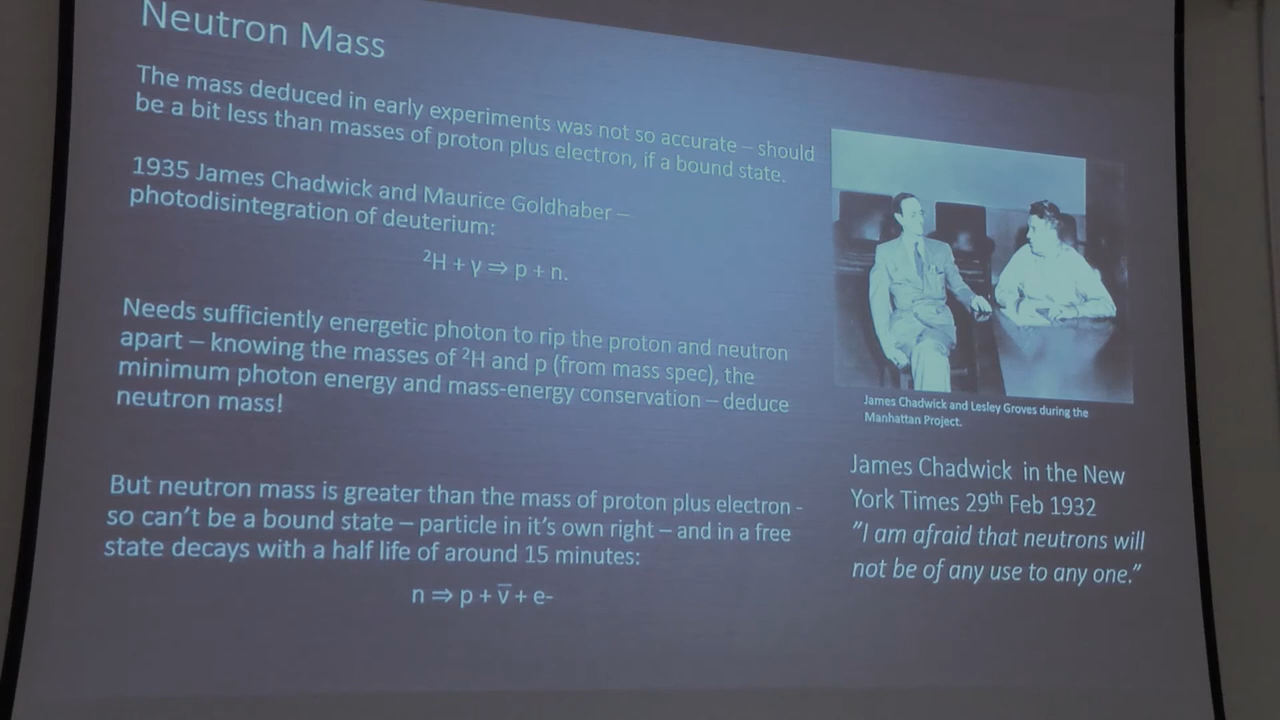 Neutron Mass
The mass deduced in early experiments was not so accurate – should
be a bit less than masses of proton plus electron, if a bound state.
1935 James Chadwick and Maurice Goldhaber –
photodisintegration of deuterium:
²H + γ ⇒ p + n.
Needs sufficiently energetic photon to rip the proton and neutron
apart – knowing the masses of ²H and p (from mass spec), the
minimum photon energy and mass-energy conservation – deduce
neutron mass!
But neutron mass is greater than the mass of proton plus electron -
so can't be a bound state – particle in it's own right – and in a free
state decays with a half life of around 15 minutes:
n ⇒ p + ν̅ + e-
James Chadwick and Lesley Groves during the
Manhattan Project.
James Chadwick in the New
York Times 29th Feb 1932
"I am afraid that neutrons will
not be of any use to any one."